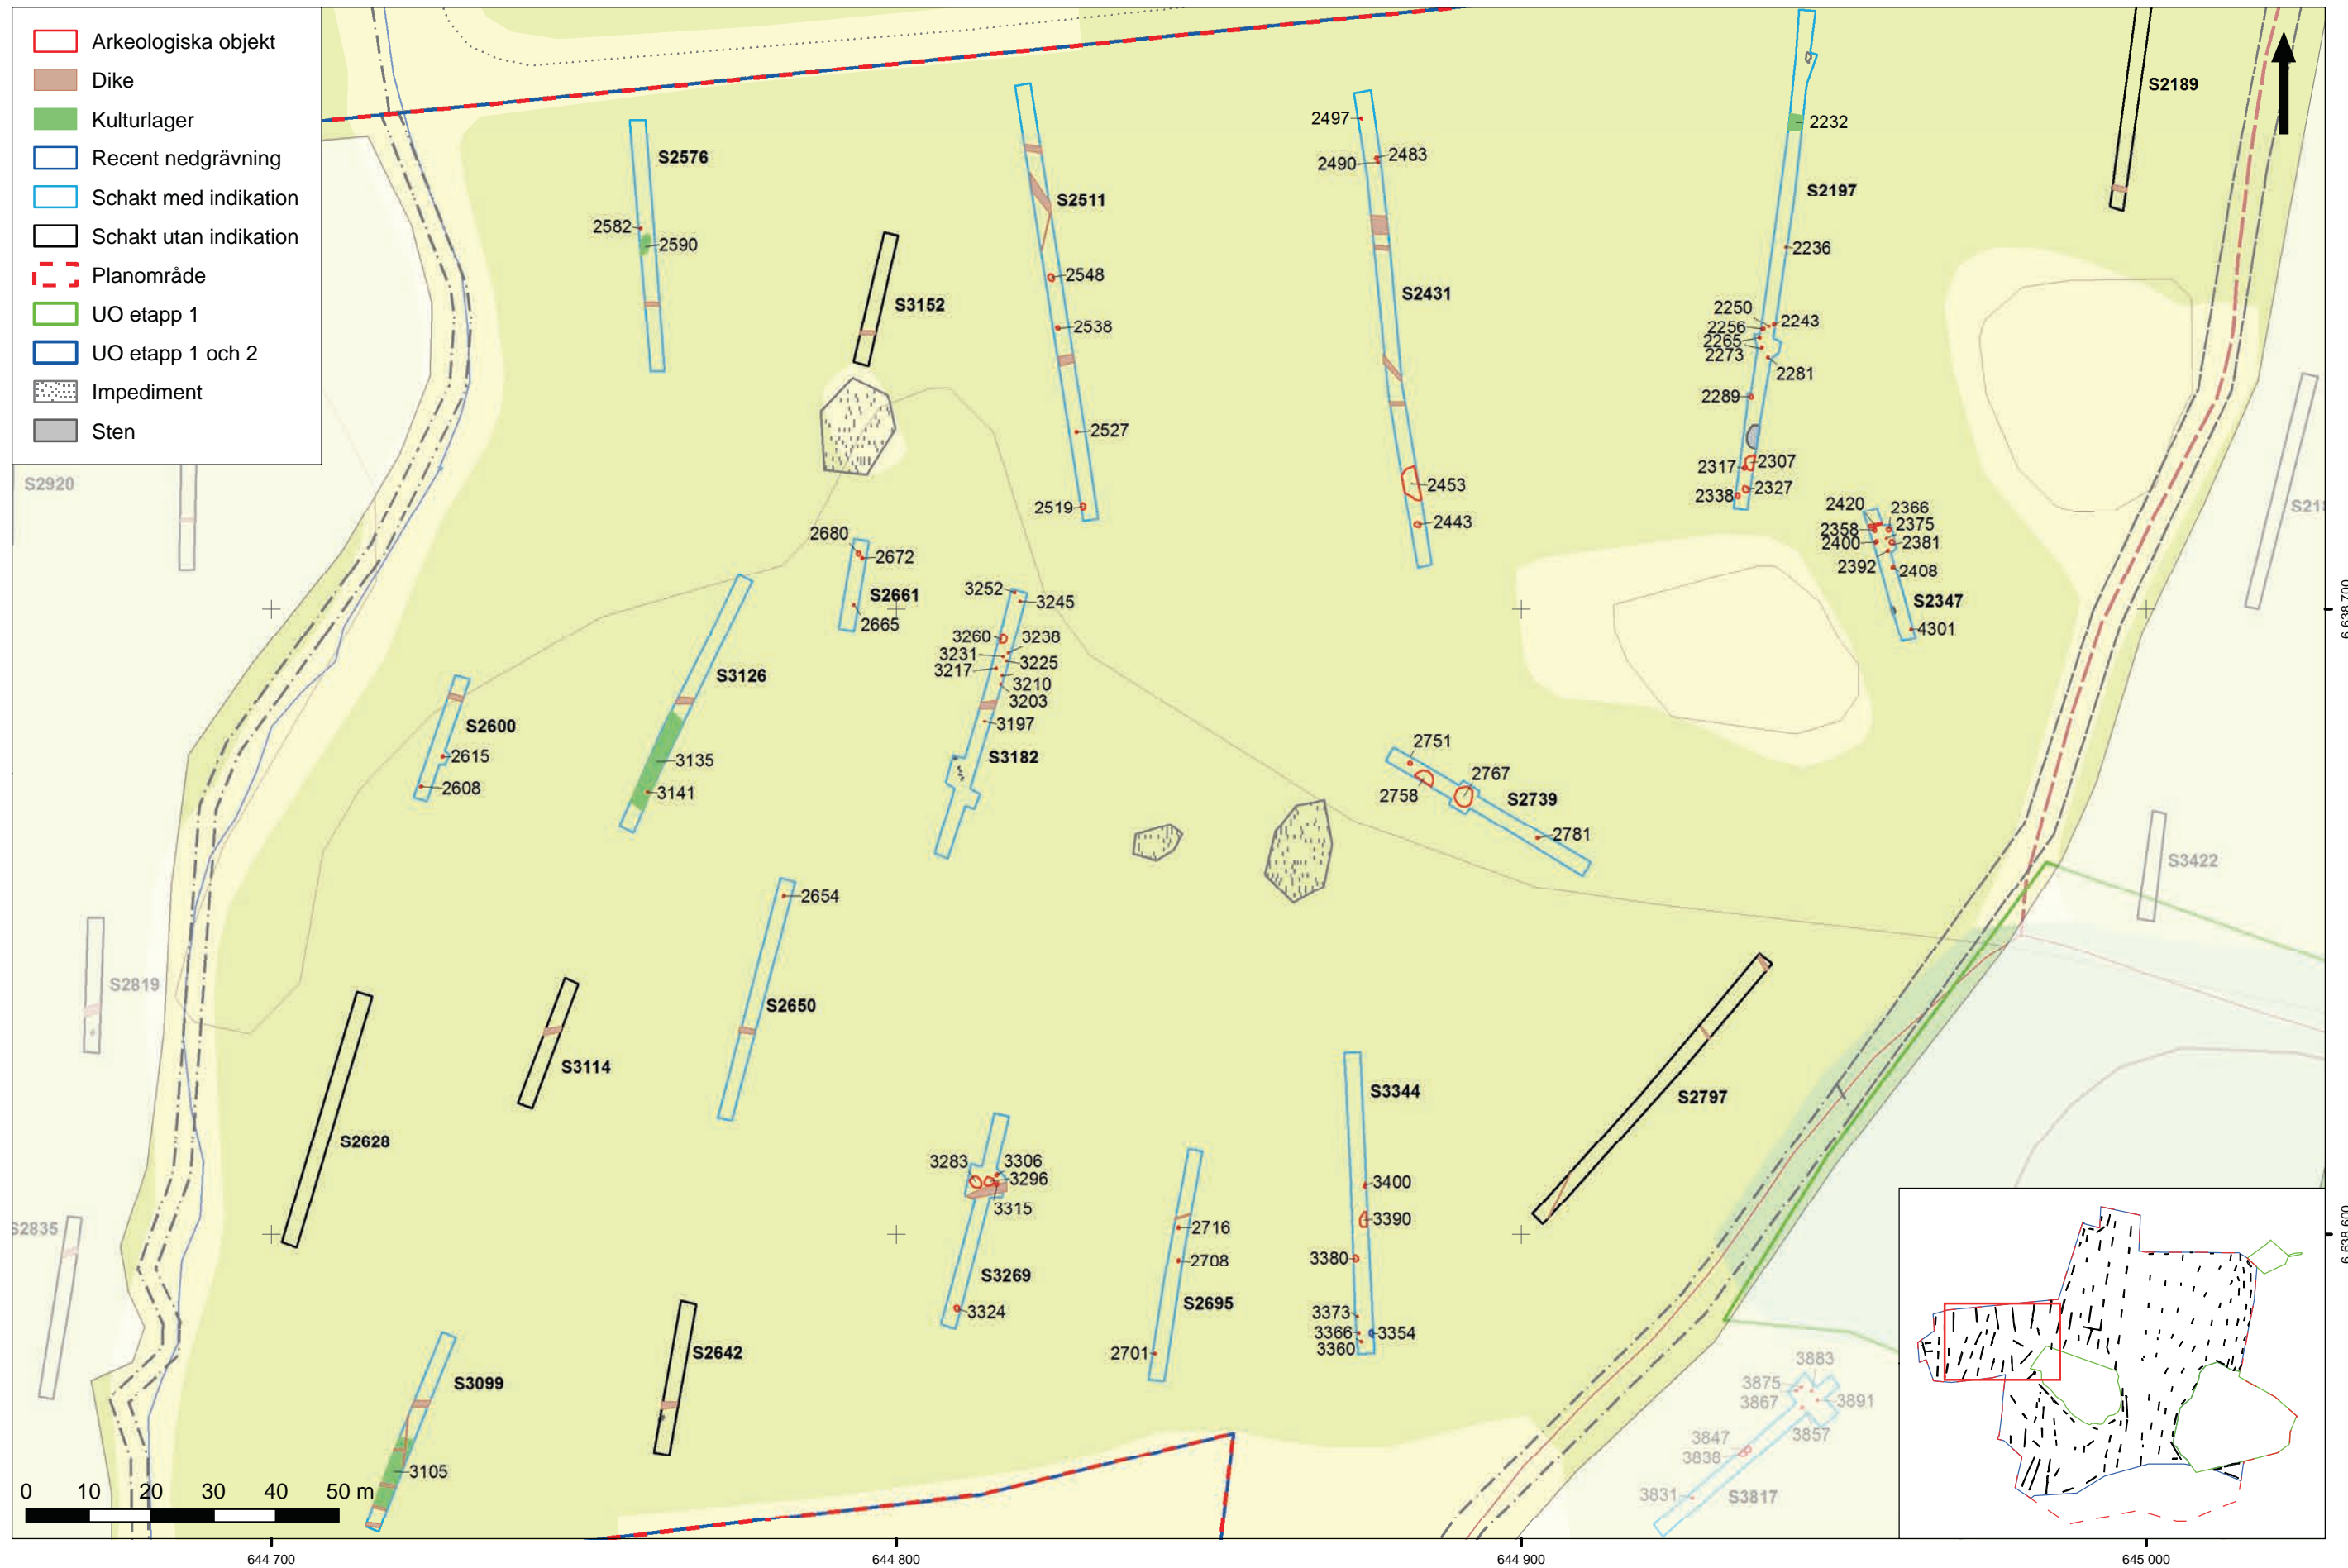 Arkeologiska objekt
Dike
Kulturlager
Recent nedgrävning
Schakt med indikation
Schakt utan indikation
Planområde
UO etapp 1
UO etapp 1 och 2
Impediment
Sten
S2189
2497
2483
2490
2232
S2576
S2511
S2197
2582
2590
2236
2548
S2431
S3152
2538
2250
2243
2256
2265
2273
2281
2289
2527
2317
2307
2453
2327
2338
S2920
2519
2443
2420
2366
2358
2375
2400
2381
2392
2408
2680
2672
S2661
2665
3252
3245
S2347
4301
6 638 700
3260
3238
3231
3225
3217
3210
3203
3197
S3182
S3126
S2600
2615
2608
3135
3141
2751
2767
2758
S2739
2781
S3422
2654
S2819
S2650
S3114
S3344
S2797
S2628
3283
3306
3296
3315
3400
3390
2716
2708
3380
S2835
6 638 600
S3269
S2695
3324
3373
3366
3354
3360
2701
S2642
S3099
3105
3883
3875
3867
3891
3857
3847
3838
3831
S3817
0 10 20 30 40 50 m
644 700
644 800
644 900
645 000